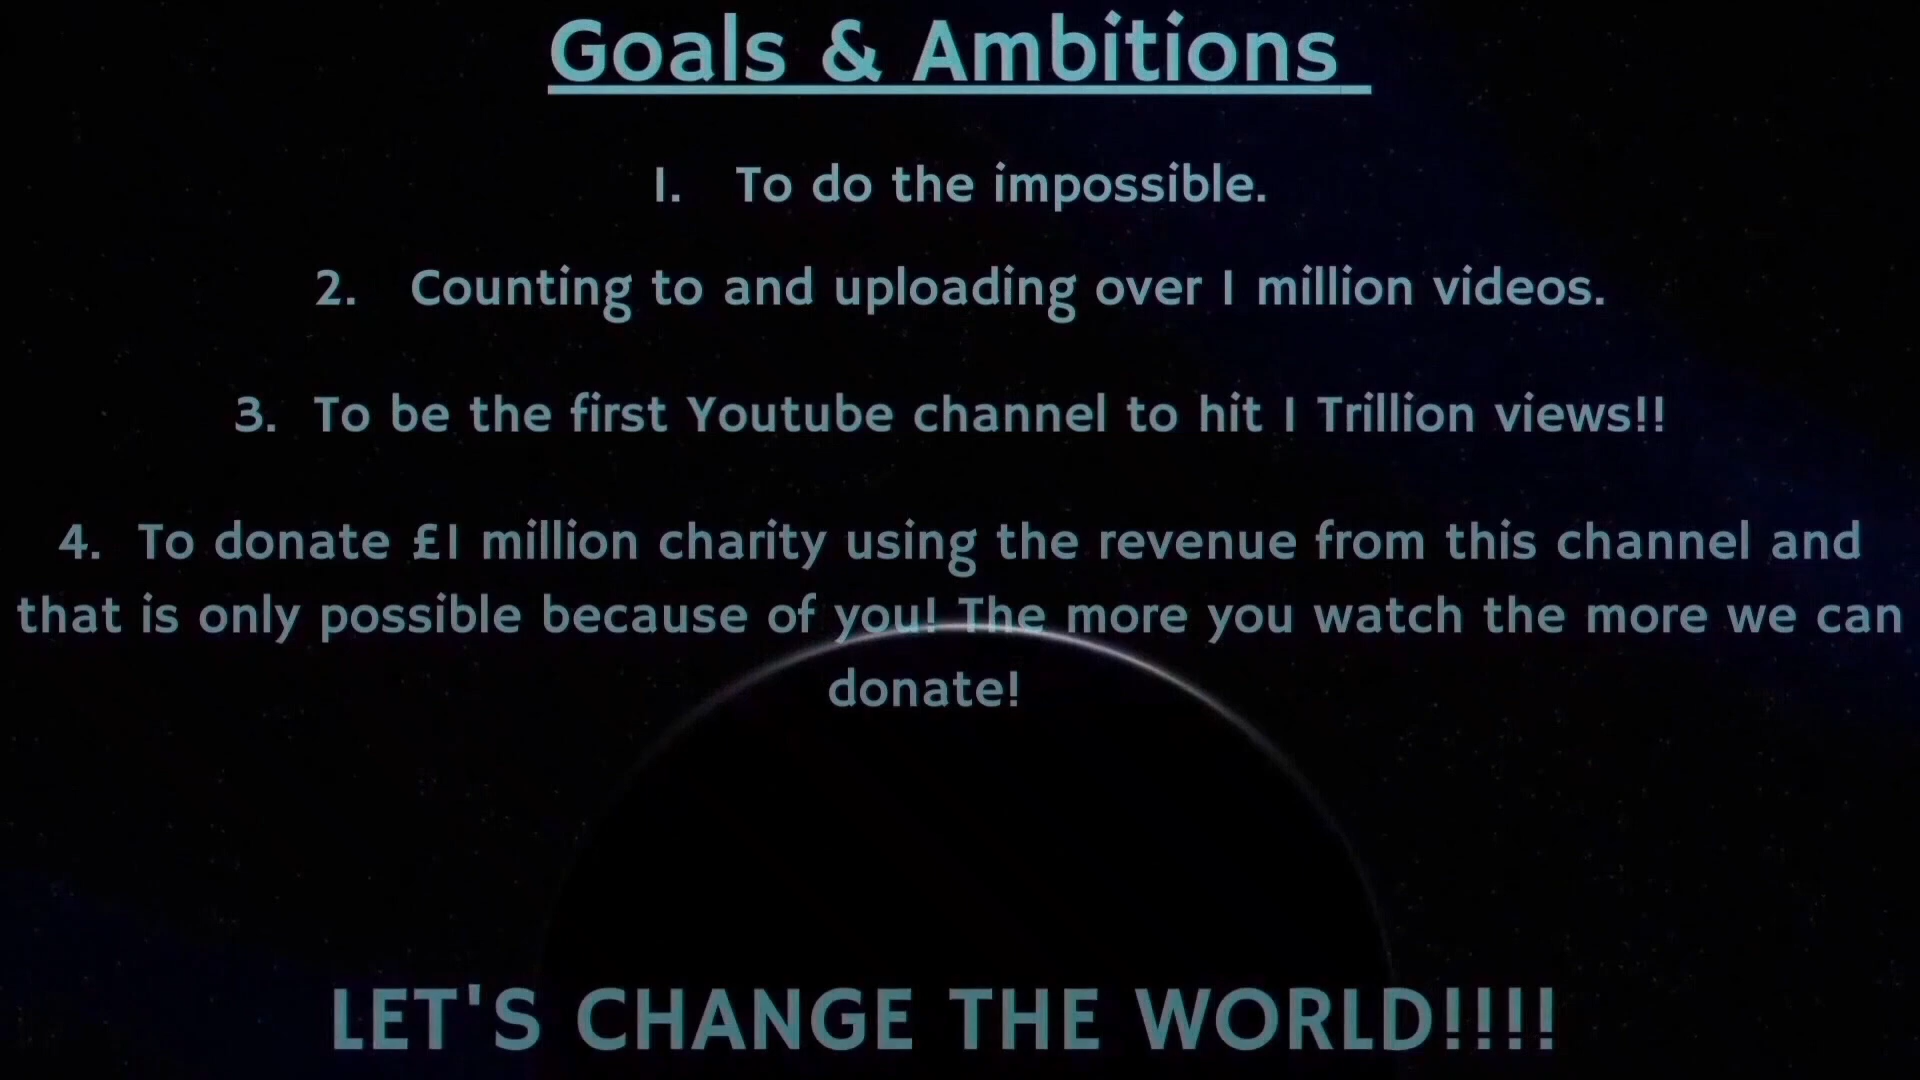 Goals & Ambitions
1. To do the impossible.
2. Counting to and uploading over 1 million videos.
3. To be the first Youtube channel to hit 1 Trillion views!!
4. To donate £1 million charity using the revenue from this channel and
that is only possible because of you! The more you watch the more we can
donate!
LET'S CHANGE THE WORLD!!!!